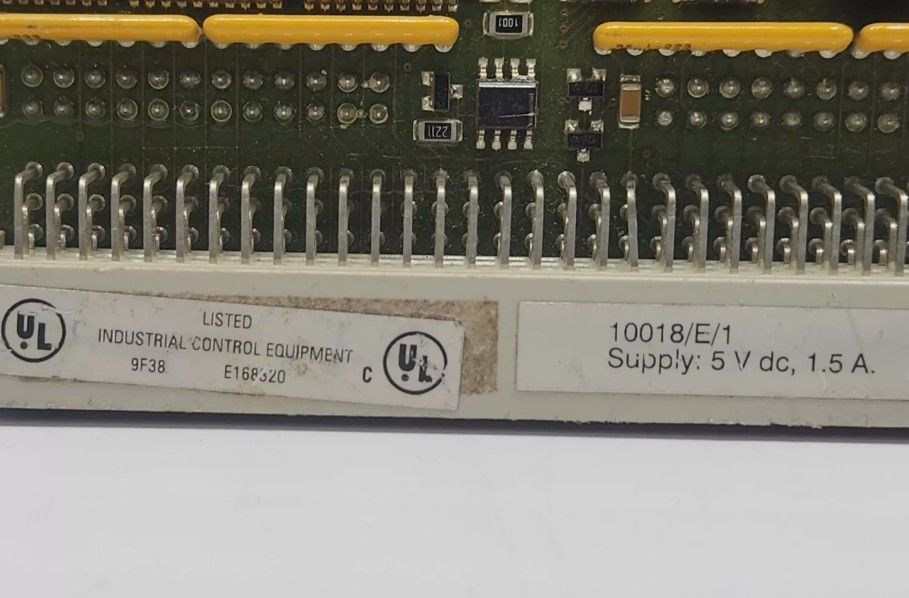 1001
2211
UL
LISTED
INDUSTRIAL CONTROL EQUIPMENT
9F38 E168320
C UL
10018/E/1
Supply: 5 V dc, 1.5 A.